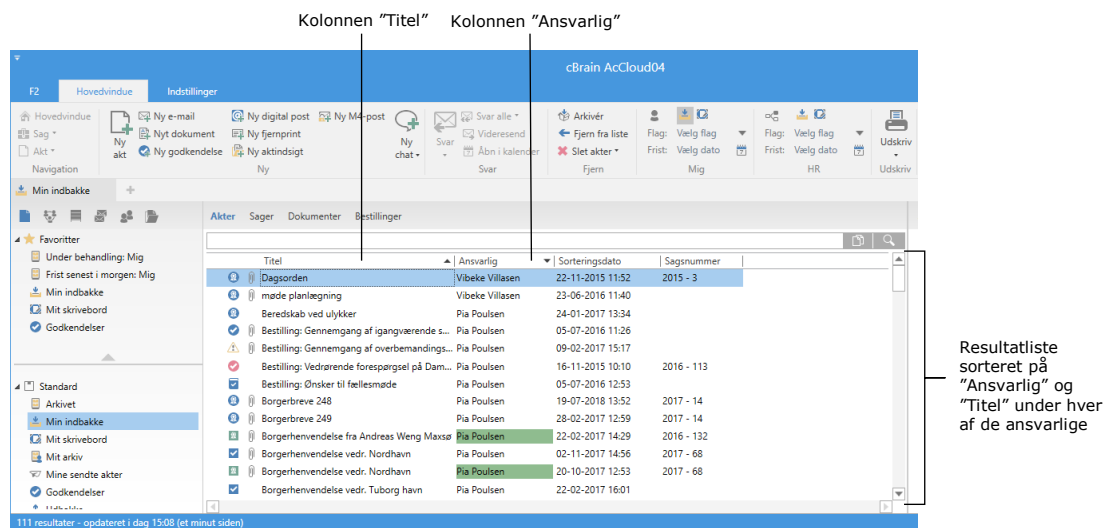 Kolonnen ”Titel” Kolonnen ”Ansvarlig”
cBrain AcCloud04
F2 Hovedvindue Indstillinger
Hovedvindue Ny e-mail Ny digital post Ny M4-post Svar alle Arkivér Vælg flag Vælg flag
Sag Nyt dokument Ny fjernprint Videresend Fjern fra liste Flag: Flag:
Akt Ny akt Ny godkendelse Ny aktindsigt Ny chat Svar Åbn i kalender Slet akter Frist: Vælg dato Frist: Vælg dato Udskriv
Navigation Ny Svar Fjern Mig HR Udskriv
Min indbakke +
Akter Sager Dokumenter Bestillinger
Favoritter
Under behandling: Mig
Frist senest i morgen: Mig
Min indbakke
Mit skrivebord
Godkendelser
Standard
Arkivet
Min indbakke
Mit skrivebord
Mit arkiv
Mine sendte akter
Godkendelser
Udbakke
Titel Ansvarlig Sorteringsdato Sagsnummer
Dagsorden Vibeke Villasen 22-11-2015 11:52 2015 - 3
møde planlægning Vibeke Villasen 23-06-2016 11:40
Beredskab ved ulykker Pia Poulsen 24-01-2017 13:34
Bestilling: Gennemgang af igangværende s... Pia Poulsen 05-07-2016 11:26
Bestilling: Gennemgang af overbemandings... Pia Poulsen 09-02-2017 15:17
Bestilling: Vedrørende forespørgsel på Dam... Pia Poulsen 16-11-2015 10:10 2016 - 113
Bestilling: Ønsker til fællesmøde Pia Poulsen 05-07-2016 12:53
Borgerbreve 248 Pia Poulsen 19-07-2018 13:52 2017 - 14
Borgerbreve 249 Pia Poulsen 28-02-2017 12:59 2017 - 14
Borgerhenvendelse fra Andreas Weng Maxsø Pia Poulsen 22-02-2017 14:29 2016 - 132
Borgerhenvendelse vedr. Nordhavn Pia Poulsen 02-11-2017 14:56 2017 - 68
Borgerhenvendelse vedr. Nordhavn Pia Poulsen 20-10-2017 12:53 2017 - 68
Borgerhenvendelse vedr. Tuborg havn Pia Poulsen 22-02-2017 16:01
111 resultater - opdateret i dag 15:08 (et minut siden)
Resultatliste
sorteret på
”Ansvarlig” og
”Titel” under hver
af de ansvarlige